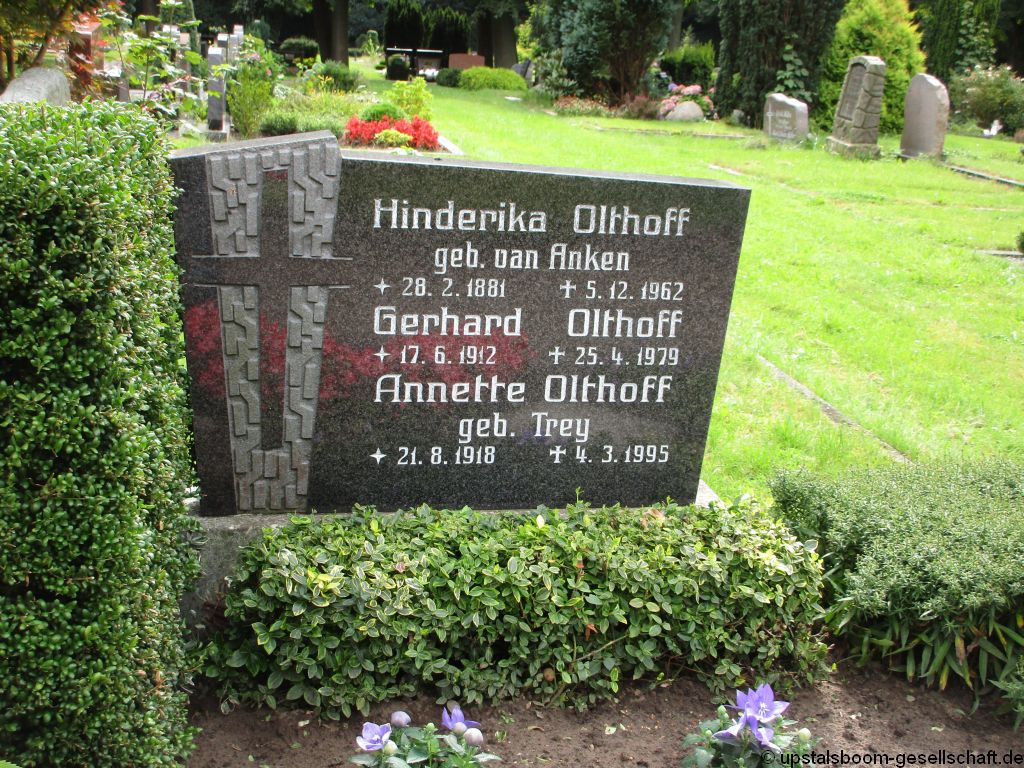 Hinderika Olthoff
geb. van Anken
✦ 28. 2. 1881 ✝ 5. 12. 1962
Gerhard Olthoff
✦ 17. 6. 1912 ✝ 25. 4. 1979
Annette Olthoff
geb. Trey
✦ 21. 8. 1918 ✝ 4. 3. 1995
© upstalsboom-gesellschaft.de